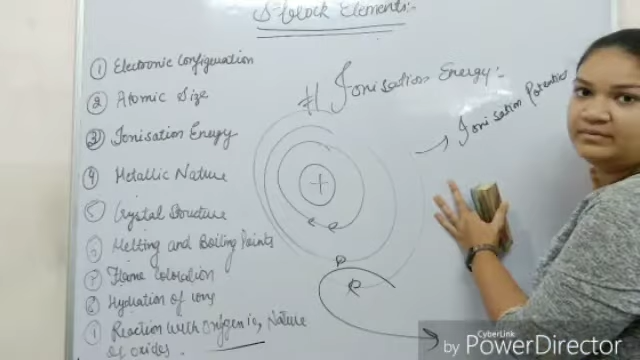 S-block Elements:-
① Electronic Configuration
② Atomic Size
③ Ionisation Energy
④ Metallic Nature
⑤ Crystal Structure
⑥ Melting and Boiling Points
⑦ Flame Coloration
⑧ Hydration of ions
Reaction with Oxygen, Nature
of oxides.
# Ionisation Energy:-
→ Ionisation Potential
+
e
e
e
by CyberLink
PowerDirector